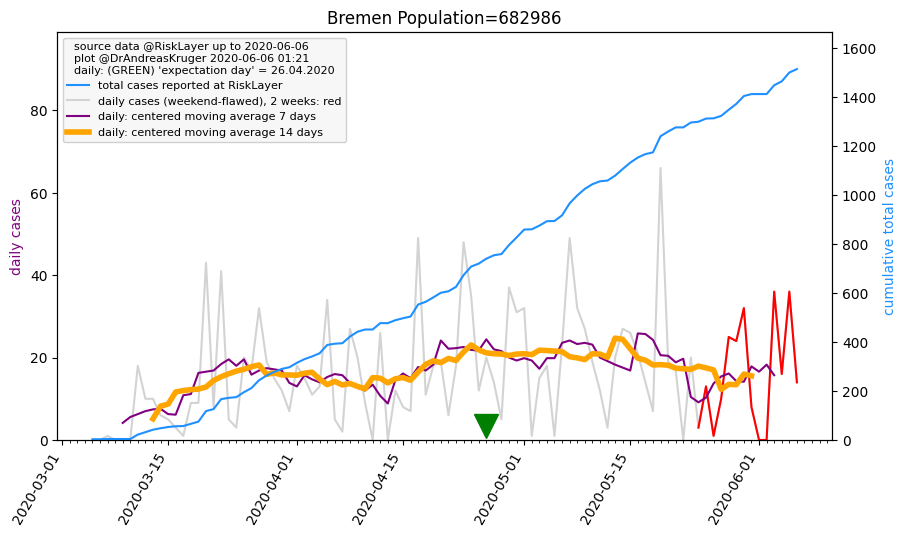 Bremen Population=682986
source data @RiskLayer up to 2020-06-06
plot @DrAndreasKruger 2020-06-06 01:21
daily: (GREEN) 'expectation day' = 26.04.2020
total cases reported at RiskLayer
daily cases (weekend-flawed), 2 weeks: red
daily: centered moving average 7 days
daily: centered moving average 14 days
daily cases
80
60
40
20
0
1600
1400
1200
1000
800
600
400
200
0
cumulative total cases
2020-03-01
2020-03-15
2020-04-01
2020-04-15
2020-05-01
2020-05-15
2020-06-01